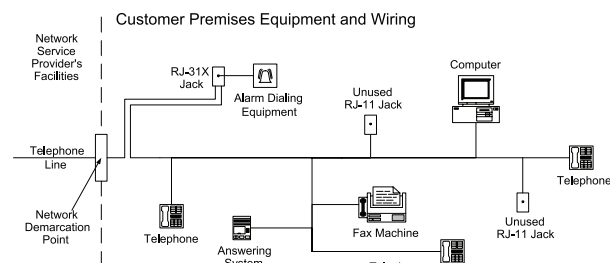 Customer Premises Equipment and Wiring
Network
Service
Provider's
Facilities
RJ-31X
Jack
Alarm Dialing
Equipment
Unused
RJ-11 Jack
Computer
Telephone
Line
Network
Demarcation
Point
Telephone
Answering
System
Fax Machine
Telephone
Unused
RJ-11 Jack